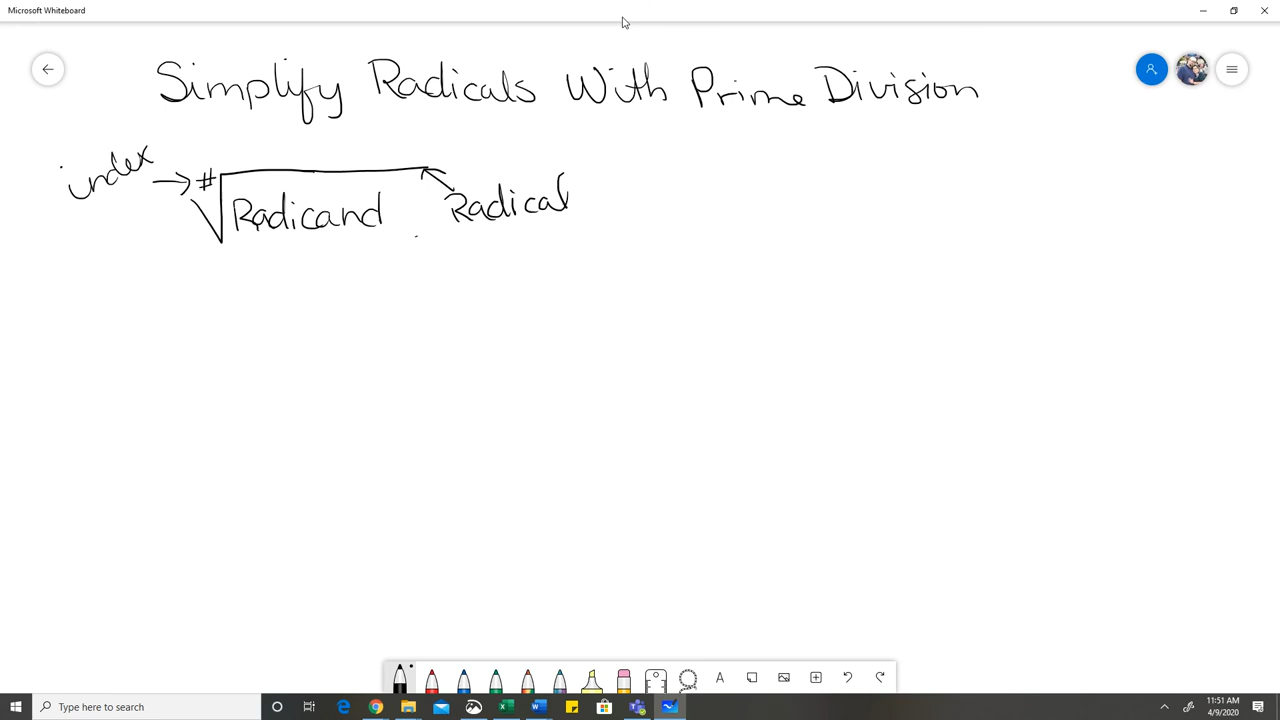 Microsoft Whiteboard
Simplify Radicals With Prime Division
index → # √Radicand Radical
Type here to search
11:51 AM
4/9/2020